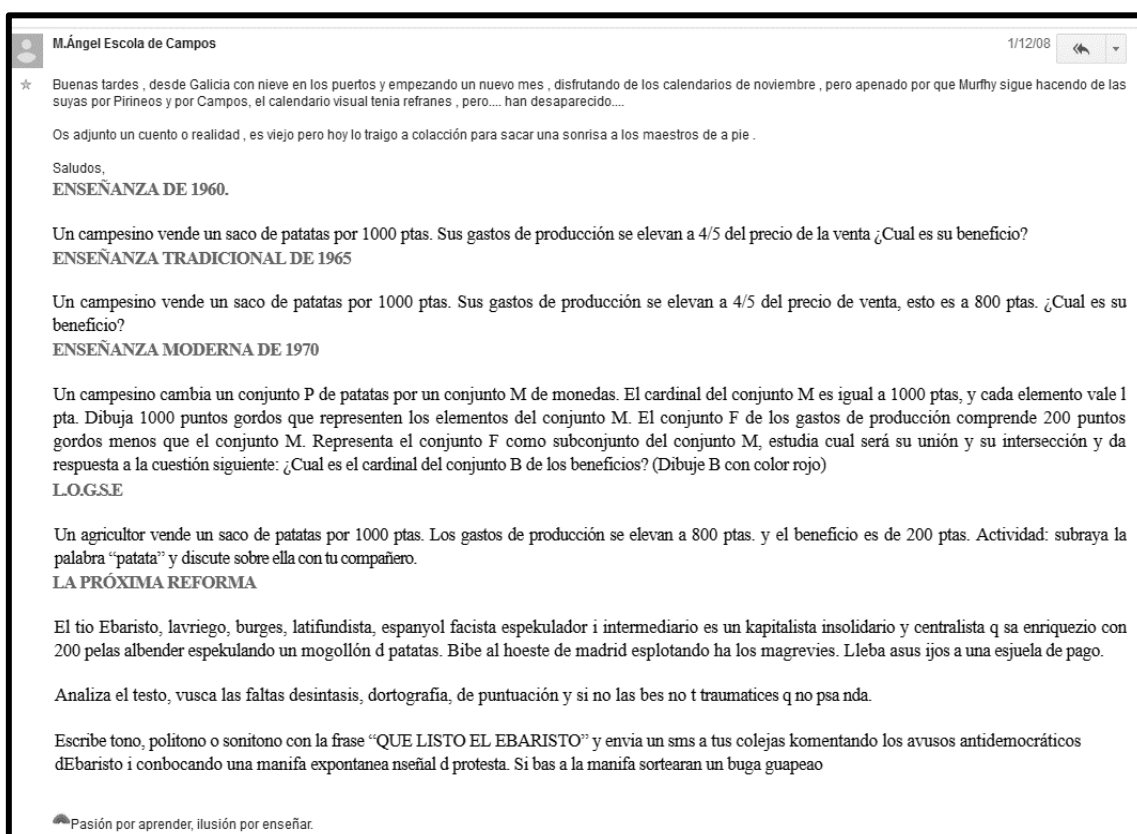 M.Ángel Escola de Campos
1/12/08
Buenas tardes , desde Galicia con nieve en los puertos y empezando un nuevo mes , disfrutando de los calendarios de noviembre , pero apenado por que Murfhy sigue hacendo de las
suyas por Pirineos y por Campos, el calendario visual tenia refranes , pero.... han desaparecido....
Os adjunto un cuento o realidad , es viejo pero hoy lo traigo a colacción para sacar una sonrisa a los maestros de a pie .
Saludos,
ENSEÑANZA DE 1960.
Un campesino vende un saco de patatas por 1000 ptas. Sus gastos de producción se elevan a 4/5 del precio de la venta ¿Cual es su beneficio?
ENSEÑANZA TRADICIONAL DE 1965
Un campesino vende un saco de patatas por 1000 ptas. Sus gastos de producción se elevan a 4/5 del precio de venta, esto es a 800 ptas. ¿Cual es su
beneficio?
ENSEÑANZA MODERNA DE 1970
Un campesino cambia un conjunto P de patatas por un conjunto M de monedas. El cardinal del conjunto M es igual a 1000 ptas, y cada elemento vale l
pta. Dibuja 1000 puntos gordos que representen los elementos del conjunto M. El conjunto F de los gastos de producción comprende 200 puntos
gordos menos que el conjunto M. Representa el conjunto F como subconjunto del conjunto M, estudia cual será su unión y su intersección y da
respuesta a la cuestión siguiente: ¿Cual es el cardinal del conjunto B de los beneficios? (Dibuje B con color rojo)
L.O.G.S.E
Un agricultor vende un saco de patatas por 1000 ptas. Los gastos de producción se elevan a 800 ptas. y el beneficio es de 200 ptas. Actividad: subraya la
palabra “patata” y discute sobre ella con tu compañero.
LA PRÓXIMA REFORMA
El tio Ebaristo, lavriego, burges, latifundista, espanyol facista espekulador i intermediario es un kapitalista insolidario y centralista q sa enriquezio con
200 pelas albender espekulando un mogollón d patatas. Bibe al hoeste de madrid esplotando ha los magrevies. Lleba asus ijos a una esjuela de pago.
Analiza el testo, vusca las faltas desintasis, dortografia, de puntuación y si no las bes no t traumatices q no psa nda.
Escribe tono, politono o sonitono con la frase “QUE LISTO EL EBARISTO” y envia un sms a tus colejas komentando los avusos antidemocráticos
dEbaristo i conbocando una manifa expontanea nseñal d protesta. Si bas a la manifa sortearan un buga guapeao
Pasión por aprender, ilusión por enseñar.